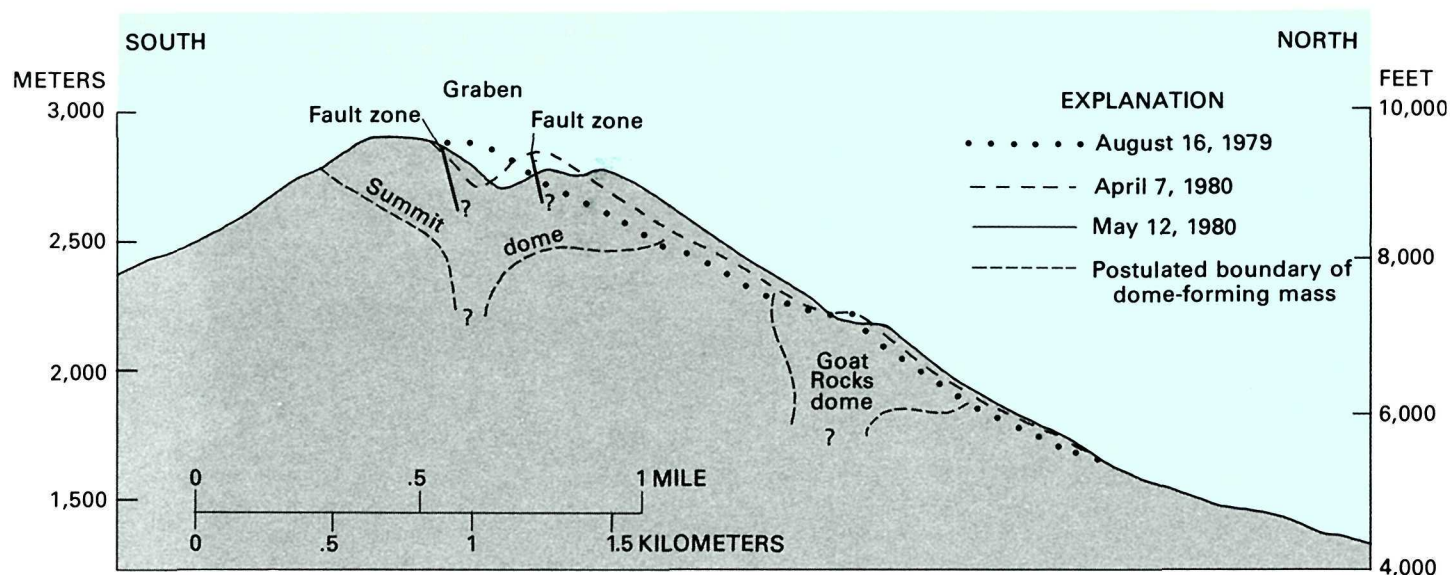 SOUTH
NORTH
METERS
FEET
3,000
2,500
2,000
1,500
10,000
8,000
6,000
4,000
Graben
Fault zone
Fault zone
EXPLANATION
August 16, 1979
April 7, 1980
May 12, 1980
Postulated boundary of
dome-forming mass
Summit
dome
?
?
?
Goat
Rocks
dome
?
0 .5 1 MILE
0 .5 1 1.5 KILOMETERS